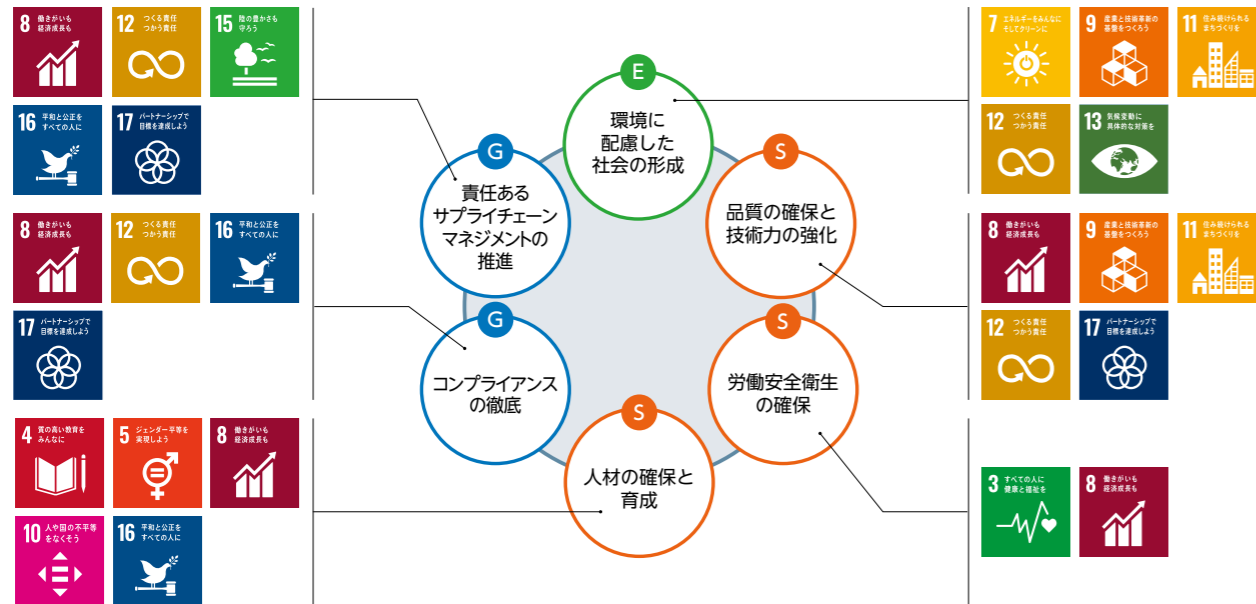 8 働きがいも
経済成長も
12 つくる責任
つかう責任
15 陸の豊かさも
守ろう
16 平和と公正を
すべての人に
17 パートナーシップで
目標を達成しよう
8 働きがいも
経済成長も
12 つくる責任
つかう責任
16 平和と公正を
すべての人に
17 パートナーシップで
目標を達成しよう
4 質の高い教育を
みんなに
5 ジェンダー平等を
実現しよう
8 働きがいも
経済成長も
10 人や国の不平等
をなくそう
16 平和と公正を
すべての人に
E
環境に
配慮した
社会の形成
G
責任ある
サプライチェーン
マネジメントの
推進
S
品質の確保と
技術力の強化
G
コンプライアンス
の徹底
S
労働安全衛生
の確保
S
人材の確保と
育成
7 エネルギーをみんなに
そしてクリーンに
9 産業と技術革新の
基盤をつくろう
11 住み続けられる
まちづくりを
12 つくる責任
つかう責任
13 気候変動に
具体的な対策を
8 働きがいも
経済成長も
9 産業と技術革新の
基盤をつくろう
11 住み続けられる
まちづくりを
12 つくる責任
つかう責任
17 パートナーシップで
目標を達成しよう
3 すべての人に
健康と福祉を
8 働きがいも
経済成長も